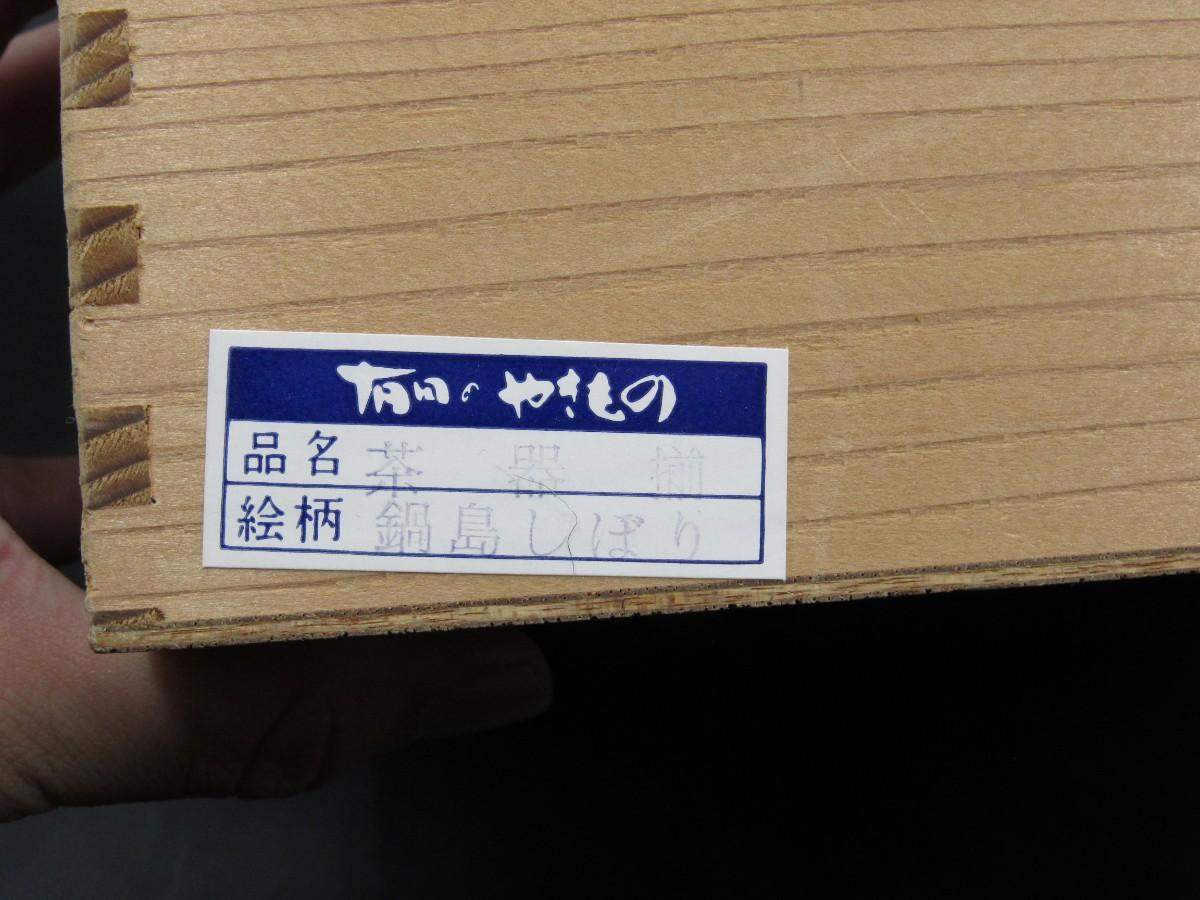 有田のやきもの
品名 茶器揃
絵柄 鍋島しぼり